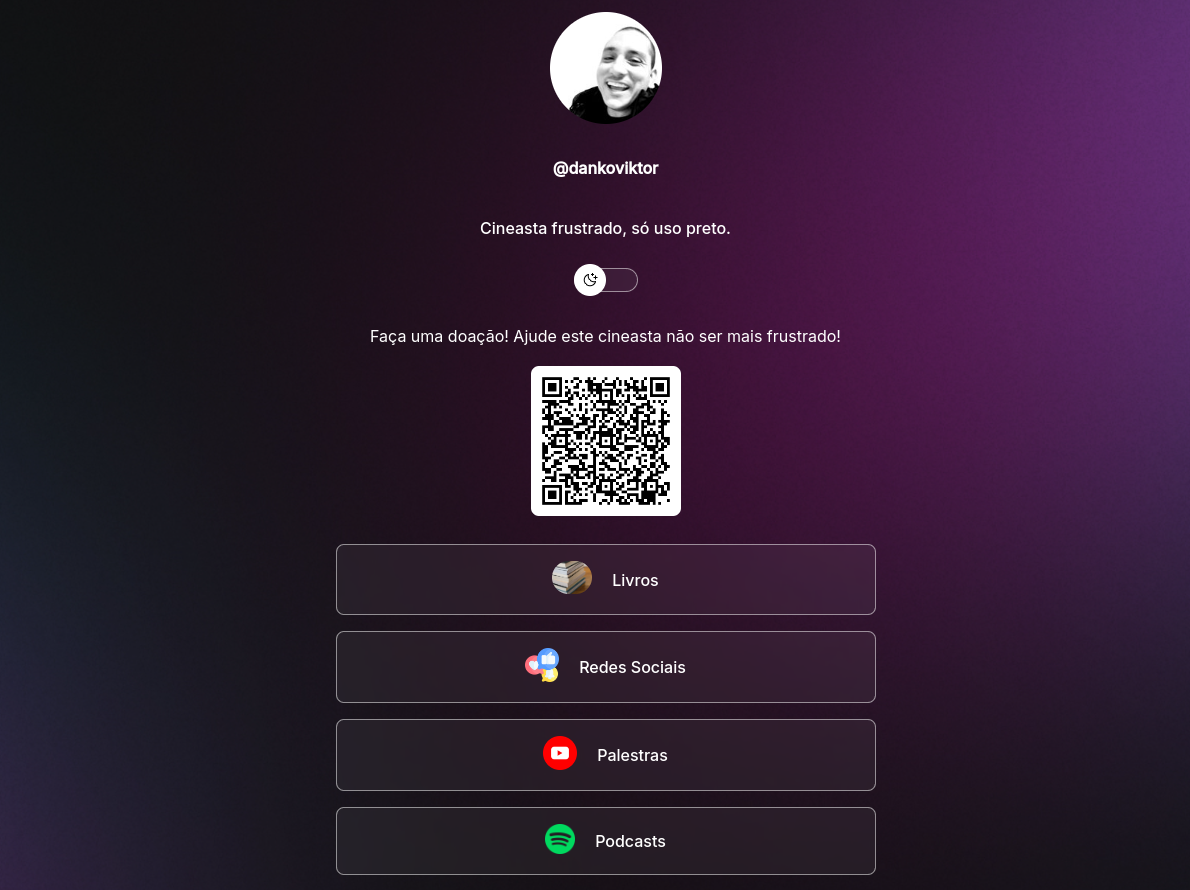 @dankoviktor
Cineasta frustrado, só uso preto.
Faça uma doação! Ajude este cineasta não ser mais frustrado!
Livros
Redes Sociais
Palestras
Podcasts